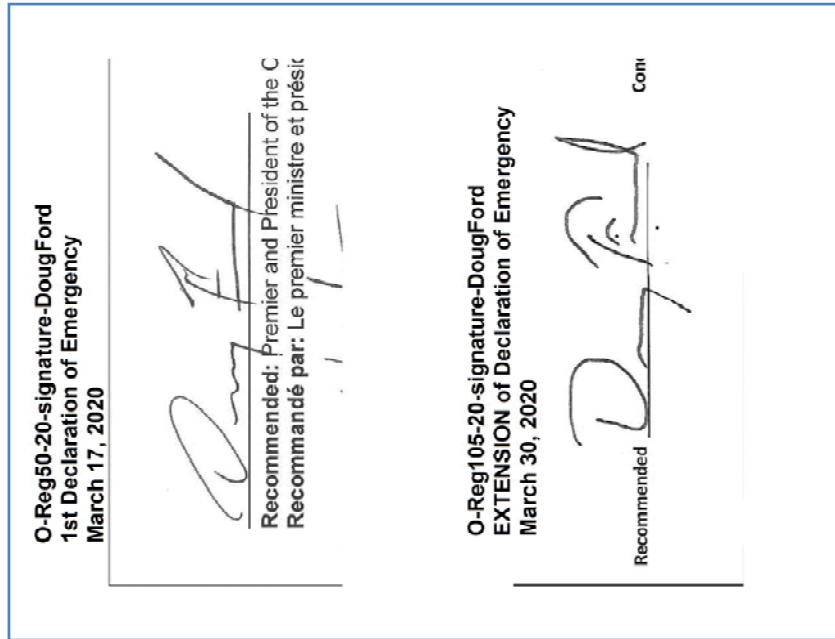 O-Reg50-20-signature-DougFord
1st Declaration of Emergency
March 17, 2020
Recommended: Premier and President of the C
Recommandé par: Le premier ministre et présid
O-Reg105-20-signature-DougFord
EXTENSION of Declaration of Emergency
March 30, 2020
Recommended